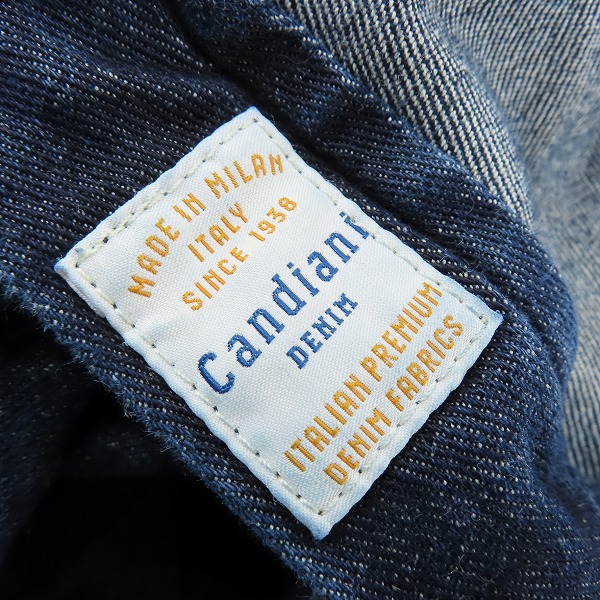 MADE IN MILAN
ITALY
SINCE 1938
Candiani
DENIM
ITALIAN PREMIUM
DENIM FABRICS